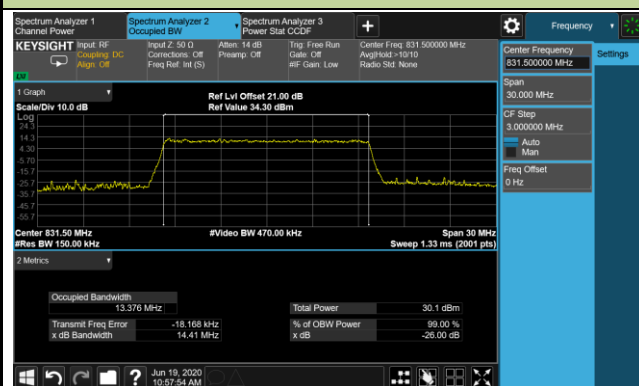 Spectrum Analyzer 1
Channel Power
Spectrum Analyzer 2
Occupied BW
Spectrum Analyzer 3
Power Stat CCDF
Frequency
KEYSIGHT
Input: RF
Coupling: DC
Align: Off
Input Z: 50 Ω
Corrections: Off
Freq Ref: Int (S)
Atten: 14 dB
Preamp: Off
Trig: Free Run
Gate: Off
#IF Gain: Low
Center Freq: 831.500000 MHz
Avg|Hold:>10/10
Radio Std: None
Center Frequency
831.500000 MHz
Settings
Span
30.000 MHz
CF Step
3.000000 MHz
Auto
Man
Freq Offset
0 Hz
1 Graph
Scale/Div 10.0 dB
Ref Lvl Offset 21.00 dB
Ref Value 34.30 dBm
Log
24.3
14.3
4.30
-5.70
-15.7
-25.7
-35.7
-45.7
-55.7
Center 831.50 MHz
#Res BW 150.00 kHz
#Video BW 470.00 kHz
Span 30 MHz
Sweep 1.33 ms (2001 pts)
2 Metrics
Occupied Bandwidth
13.376 MHz
Total Power 30.1 dBm
Transmit Freq Error -18.168 kHz
% of OBW Power 99.00 %
x dB Bandwidth 14.41 MHz
x dB -26.00 dB
Jun 19, 2020
10:57:54 AM